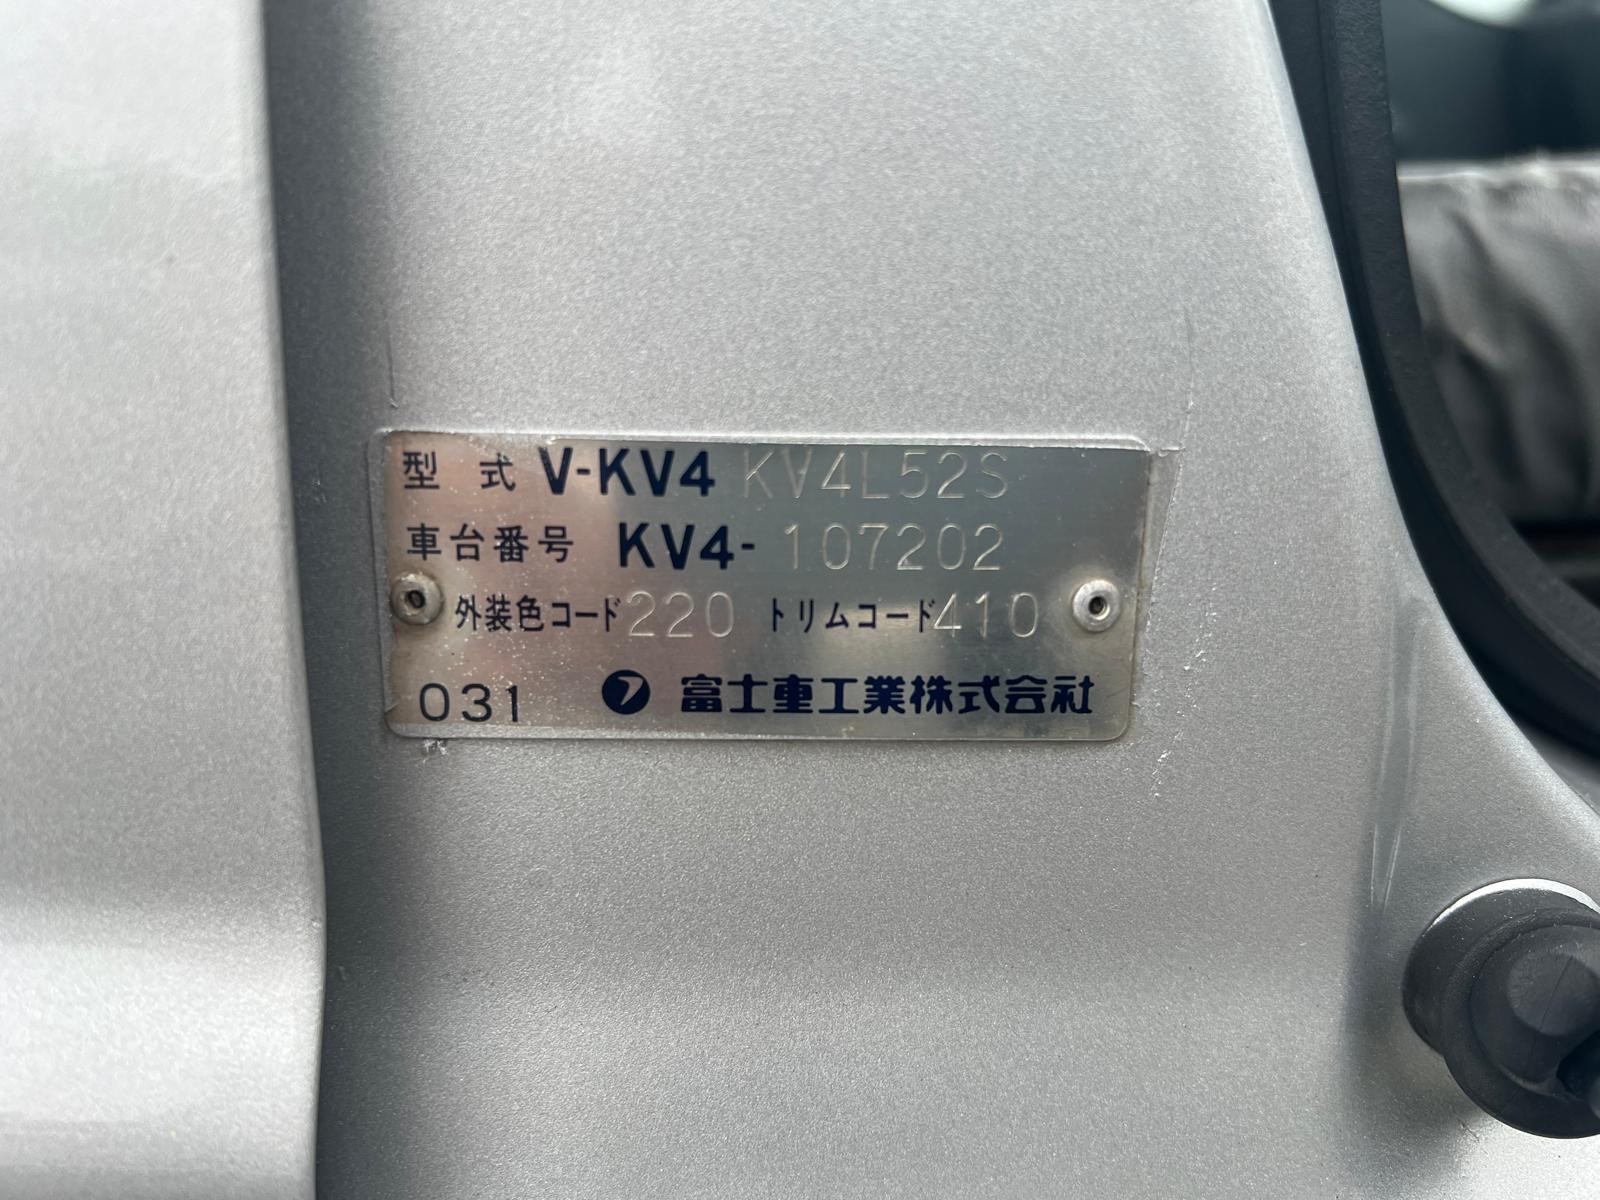 型 式 V-KV4 KV4L52S
車台番号 KV4-107202
外装色コード220 トリムコード410
031 フ 富士重工業株式会社